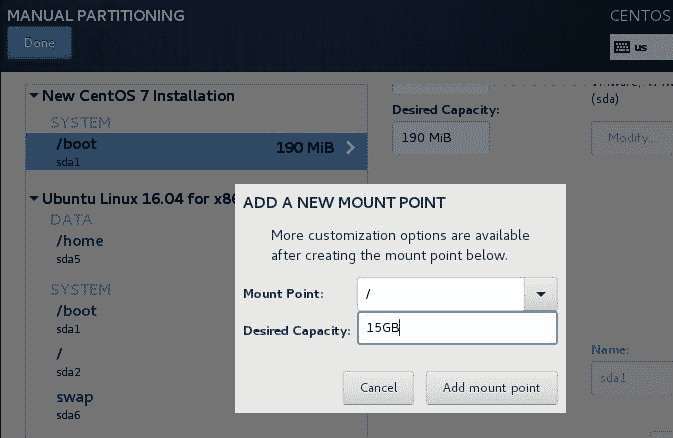 MANUAL PARTITIONING
CENTOS
Done
us
New CentOS 7 Installation
SYSTEM
/boot
190 MiB
sda1
Desired Capacity:
190 MiB
(sda)
Modify..
Ubuntu Linux 16.04 for x86
DATA
/home
sda5
SYSTEM
/boot
sda1
/
sda2
swap
sda6
ADD A NEW MOUNT POINT
More customization options are available
after creating the mount point below.
Mount Point:
/
Desired Capacity:
15GB
Cancel
Add mount point
Name:
sda1